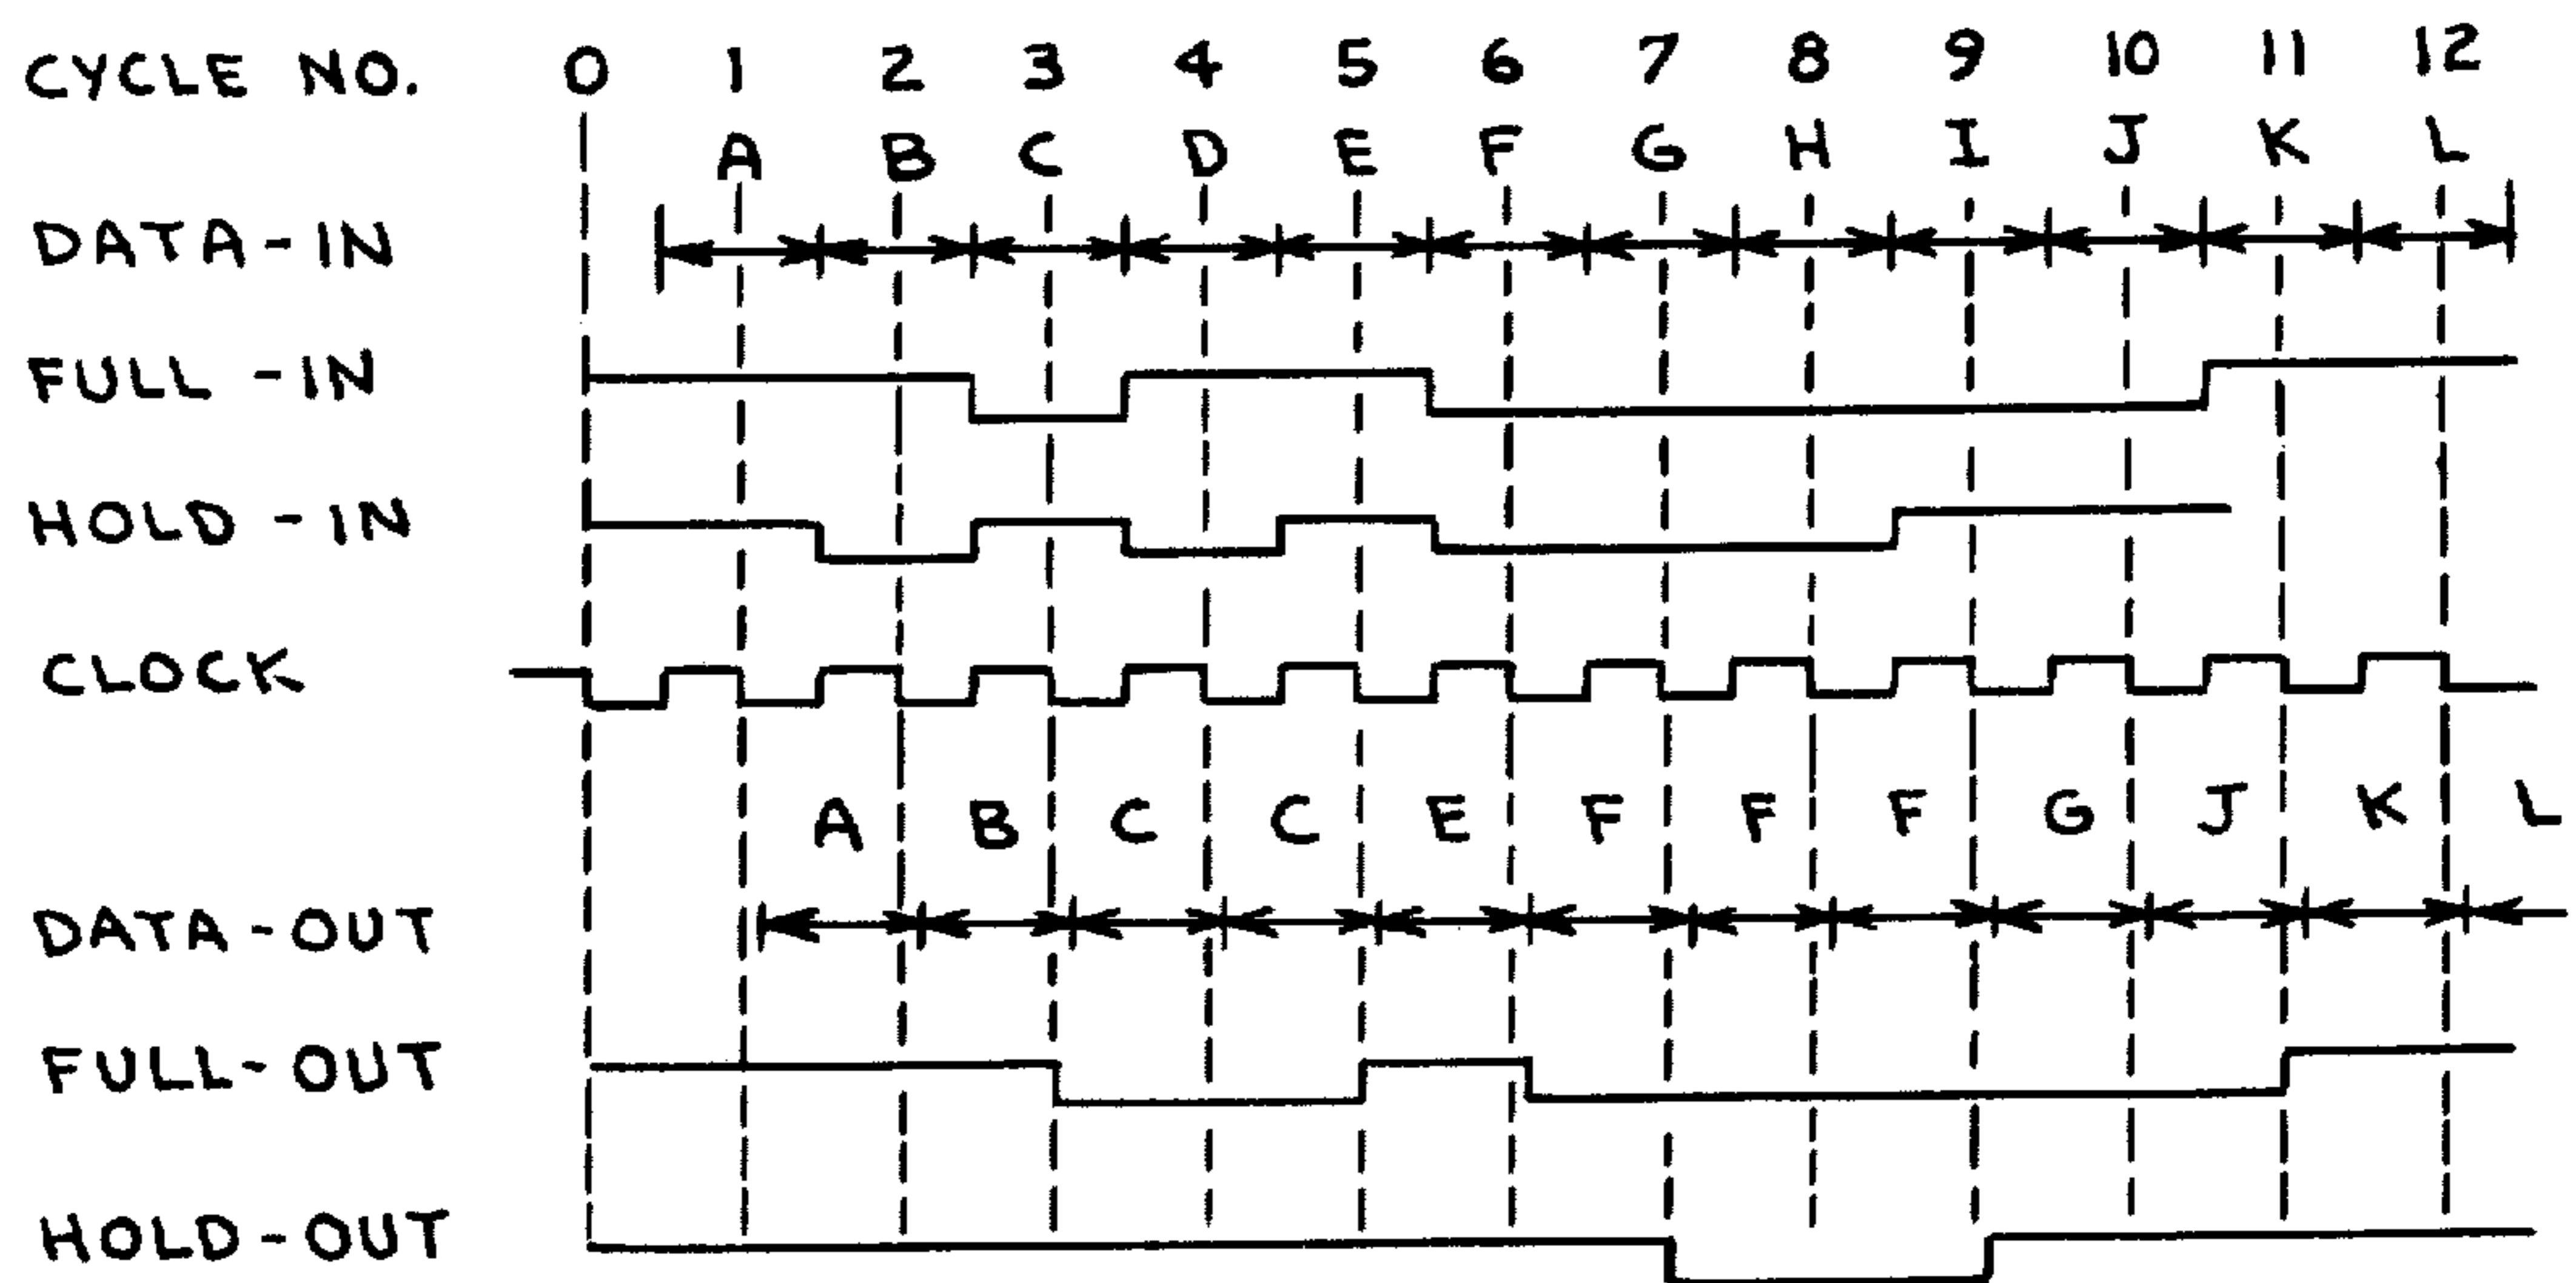 CYCLE NO. 0 1 2 3 4 5 6 7 8 9 10 11 12
A B C D E F G H I J K L
DATA-IN
FULL-IN
HOLD-IN
CLOCK
A B C C E F F F G J K L
DATA-OUT
FULL-OUT
HOLD-OUT